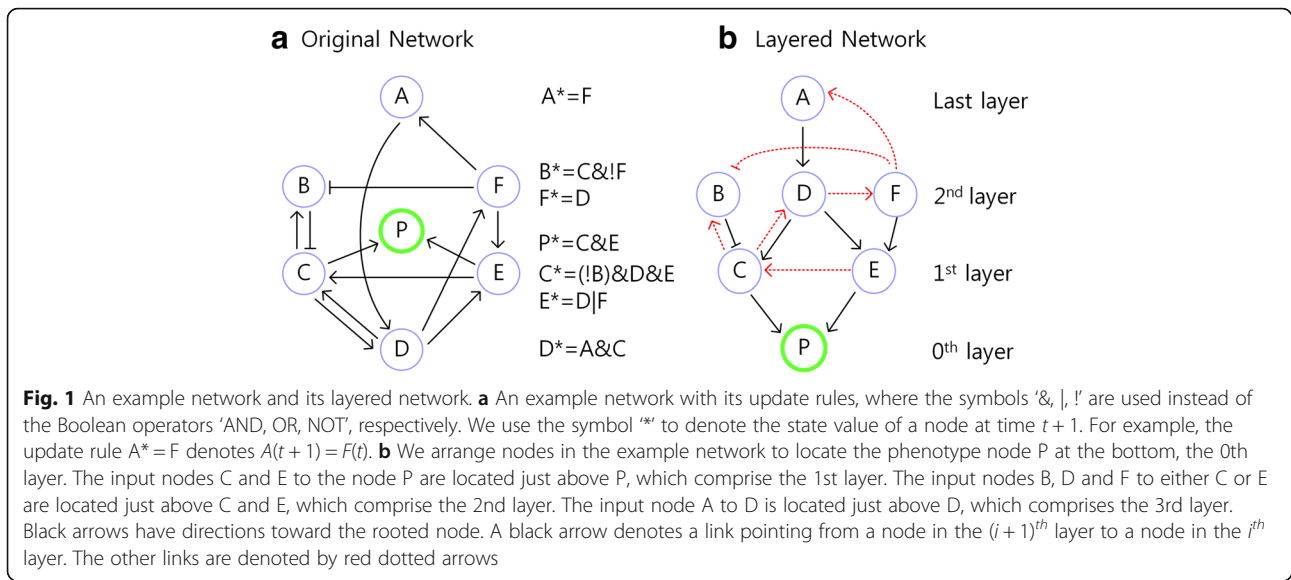 a Original Network
A
B
F
P
C
E
D
A*=F
B*=C&!F
F*=D
P*=C&E
C*=(!B)&D&E
E*=D|F
D*=A&C
b Layered Network
A
Last layer
B
D
F
2nd layer
C
E
1st layer
P
0th layer
Fig. 1 An example network and its layered network. a An example network with its update rules, where the symbols ‘&, |, !’ are used instead of
the Boolean operators ‘AND, OR, NOT’, respectively. We use the symbol ‘*’ to denote the state value of a node at time t + 1. For example, the
update rule A* = F denotes A(t + 1) = F(t). b We arrange nodes in the example network to locate the phenotype node P at the bottom, the 0th
layer. The input nodes C and E to the node P are located just above P, which comprise the 1st layer. The input nodes B, D and F to either C or E
are located just above C and E, which comprise the 2nd layer. The input node A to D is located just above D, which comprises the 3rd layer.
Black arrows have directions toward the rooted node. A black arrow denotes a link pointing from a node in the (i + 1)th layer to a node in the ith
layer. The other links are denoted by red dotted arrows